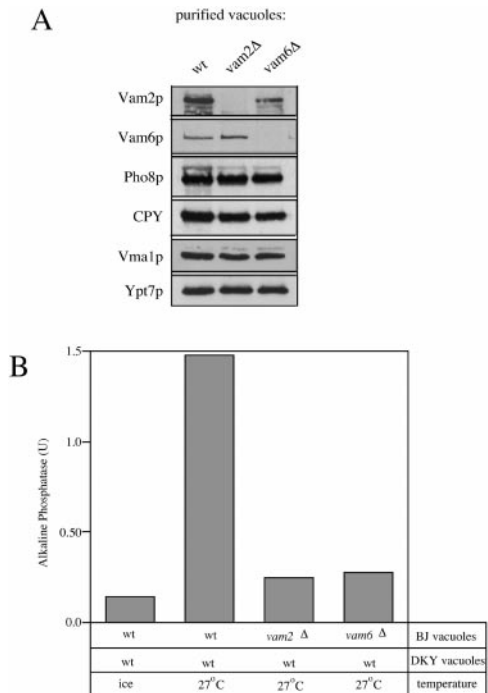 A
purified vacuoles:
wt vam2Δ vam6Δ
Vam2p
Vam6p
Pho8p
CPY
Vma1p
Ypt7p
B
Alkaline Phosphatase (U)
1.5
1.0
0.50
0.0
wt wt vam2 Δ vam6 Δ BJ vacuoles
wt wt wt wt DKY vacuoles
ice 27°C 27°C 27°C temperature